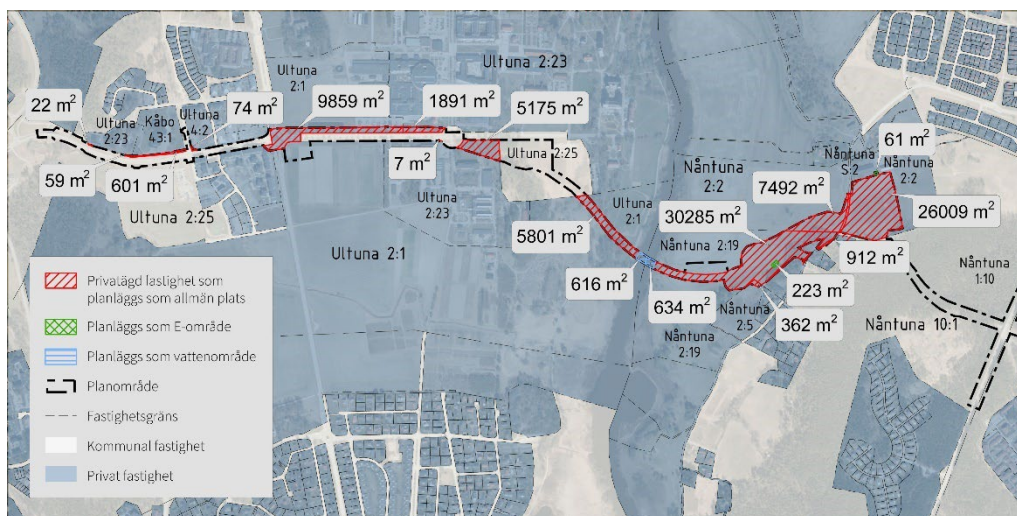 Ultuna 2:23
Ultuna
2:1
22 m²
Ultuna
2:23
Kåbo
43:1
Ultuna
4:2
74 m²
9859 m²
1891 m²
5175 m²
59 m²
601 m²
7 m²
Ultuna
2:25
Ultuna 2:25
Ultuna
2:23
Ultuna 2:1
Nåntuna
2:2
Nåntuna
S:2
61 m²
Nåntuna
2:2
7492 m²
Ultuna
2:1
30285 m²
26009 m²
5801 m²
Nåntuna 2:19
912 m²
616 m²
634 m²
223 m²
Nåntuna
1:10
Nåntuna
2:5
362 m²
Nåntuna 10:1
Nåntuna
2:19
Privatägd fastighet som
planläggs som allmän plats
Planläggs som E-område
Planläggs som vattenområde
Planområde
Fastighetsgräns
Kommunal fastighet
Privat fastighet